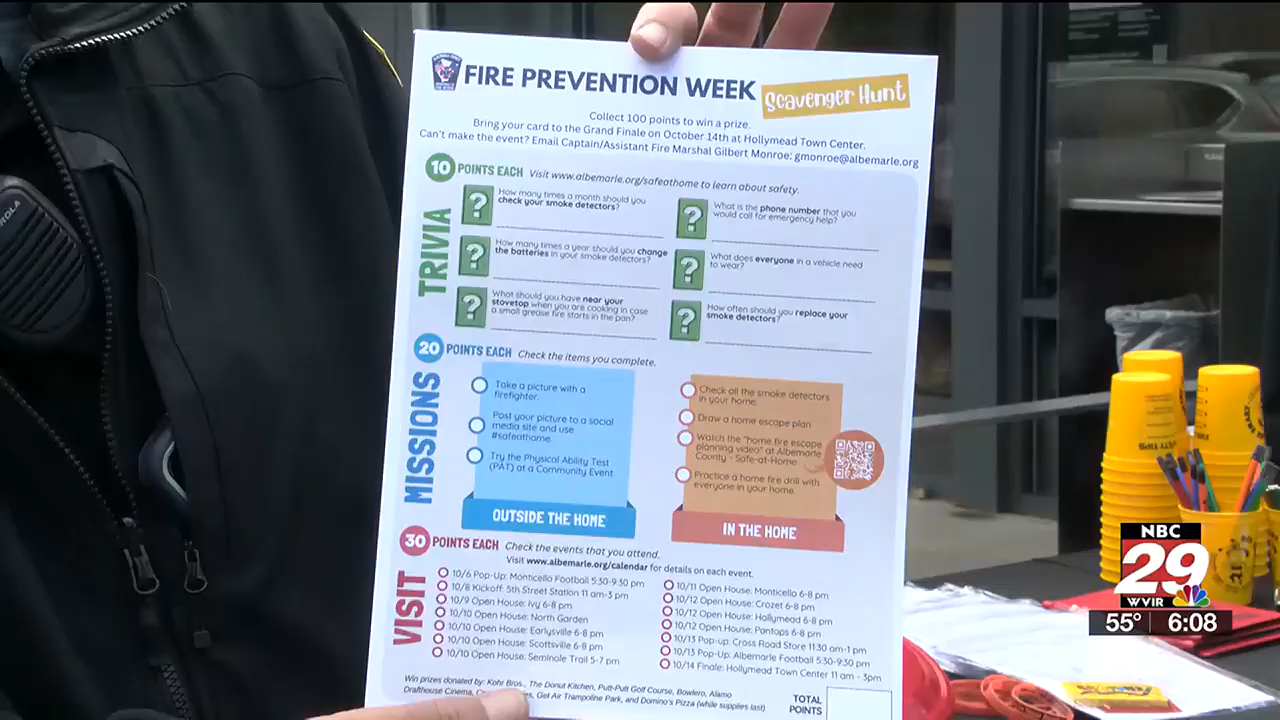 FIRE PREVENTION WEEK Scavenger Hunt
Collect 100 points to win a prize.
Bring your card to the Grand Finale on October 14th at Hollymead Town Center.
Can't make the event? Email Captain/Assistant Fire Marshal Gilbert Monroe: gmonroe@albemarle.org
10 POINTS EACH Visit www.albemarle.org/safeathome to learn about safety.
TRIVIA
? How many times a month should you
check your smoke detectors?
? What is the phone number that you
would call for emergency help?
? How many times a year should you change
the batteries in your smoke detectors?
? What does everyone in a vehicle need
to wear?
? What should you have near your
stovetop when you are cooking in case
a small grease fire starts in the pan?
? How often should you replace your
smoke detectors?
20 POINTS EACH Check the items you complete.
MISSIONS
Take a picture with a
firefighter.
Post your picture to a social
media site and use
#safeathome.
Try the Physical Ability Test
(PAT) at a Community Event
OUTSIDE THE HOME
Check all the smoke detectors
in your home.
Draw a home escape plan
Watch the "home fire escape
planning video" at Albemarle
County - Safe-at-Home
Practice a home fire drill with
everyone in your home.
IN THE HOME
30 POINTS EACH Check the events that you attend.
Visit www.albemarle.org/calendar for details on each event.
VISIT
10/6 Pop-Up: Monticello Football 5:30-9:30 pm
10/8 Kickoff: 5th Street Station 11 am-3 pm
10/9 Open House: Ivy 6-8 pm
10/10 Open House: North Garden
10/10 Open House: Earlysville 6-8 pm
10/10 Open House: Scottsville 6-8 pm
10/10 Open House: Seminole Trail 5-7 pm
10/11 Open House: Monticello 6-8 pm
10/12 Open House: Crozet 6-8 pm
10/12 Open House: Hollymead 6-8 pm
10/12 Open House: Pantops 6-8 pm
10/13 Pop-up: Cross Road Store 11:30 am-1 pm
10/13 Pop-Up: Albemarle Football 5:30-9:30 pm
10/14 Finale: Hollymead Town Center 11 am - 3pm
Win prizes donated by: Kohr Bros., The Donut Kitchen, Putt-Putt Golf Course, Bowlero, Alamo
Drafthouse Cinema, Get Air Trampoline Park, and Domino's Pizza (while supplies last)
TOTAL
POINTS
NBC
29
WVIR
55° 6:08